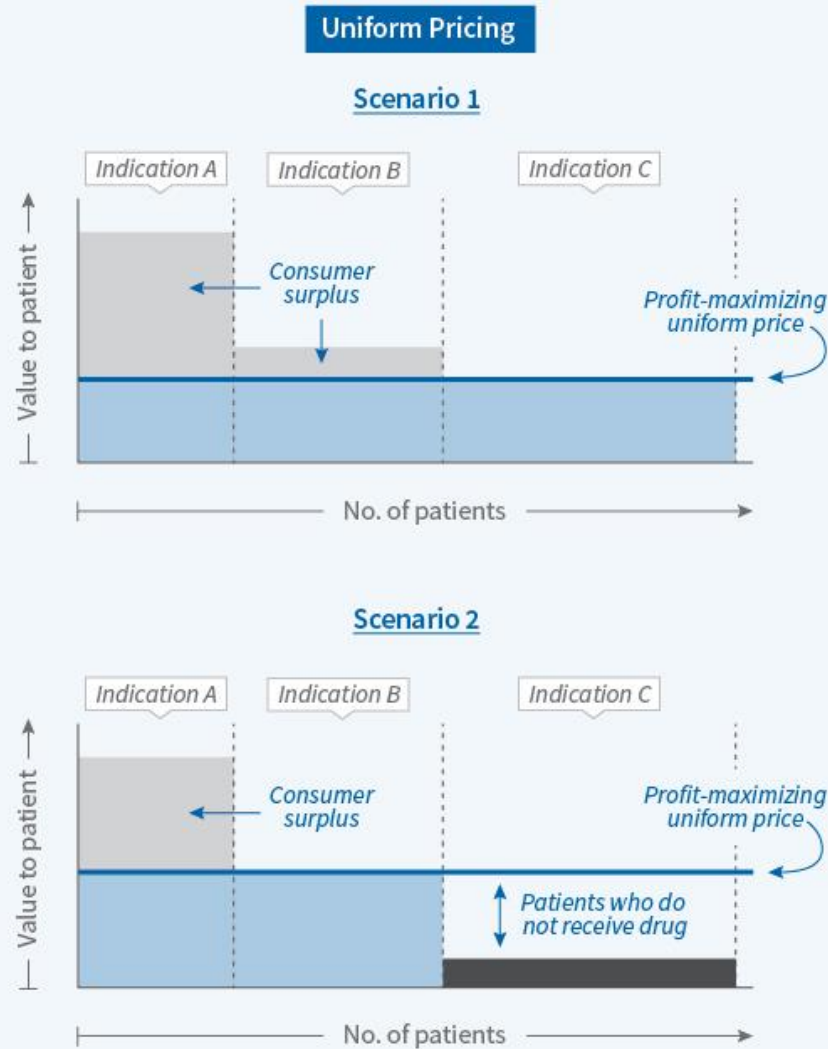 Uniform Pricing
Scenario 1
Indication A
Indication B
Indication C
Value to patient
Consumer
surplus
Profit-maximizing
uniform price
No. of patients
Scenario 2
Indication A
Indication B
Indication C
Value to patient
Consumer
surplus
Profit-maximizing
uniform price
Patients who do
not receive drug
No. of patients